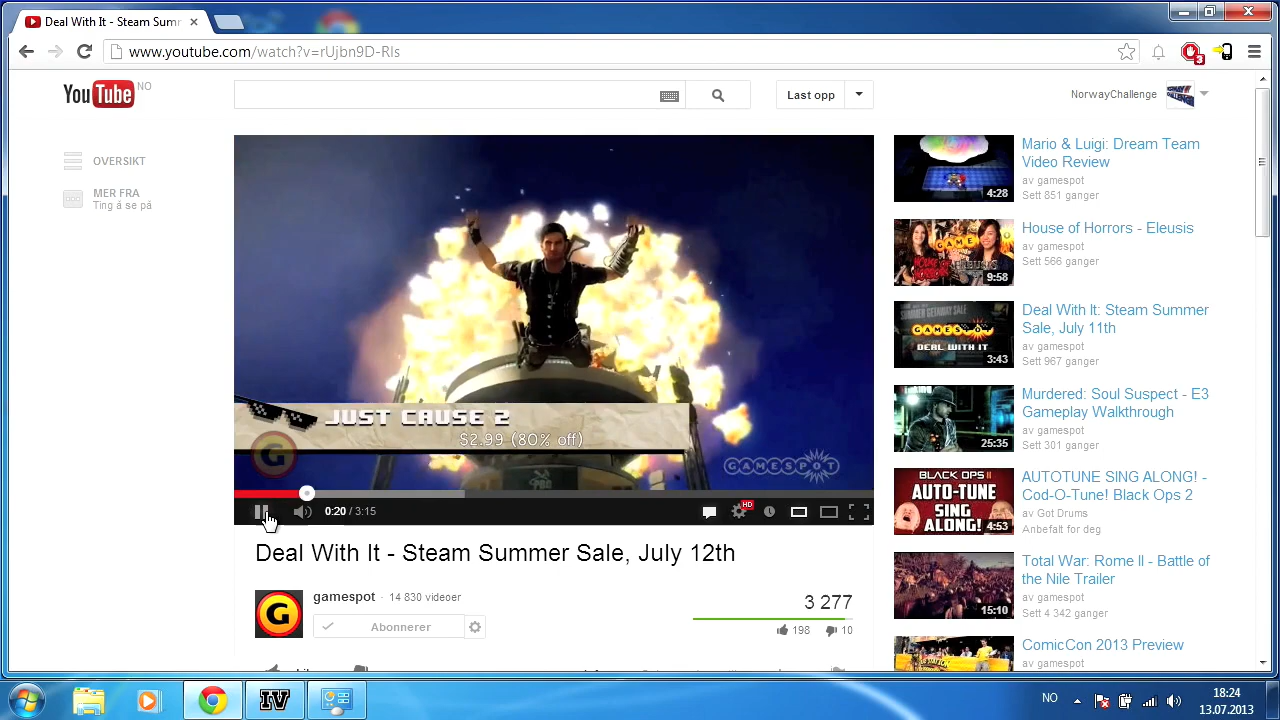 Deal With It - Steam Summ
www.youtube.com/watch?v=rUjbn9D-RIs
3
YouTube NO
Last opp
NorwayChallenge
OVERSIKT
MER FRA
Ting å se på
JUST CAUSE 2
$2.99 (80% off)
GAMESPOT
0:20 / 3:15
HD
Deal With It - Steam Summer Sale, July 12th
G
gamespot · 14 830 videoer
Abonnerer
3 277
198
10
Mario & Luigi: Dream Team
Video Review
av gamespot
Sett 851 ganger
4:28
House of Horrors - Eleusis
av gamespot
Sett 566 ganger
9:58
Deal With It: Steam Summer
Sale, July 11th
av gamespot
Sett 967 ganger
GAMESPOT
DEAL WITH IT
3:43
Murdered: Soul Suspect - E3
Gameplay Walkthrough
av gamespot
Sett 301 ganger
25:35
AUTOTUNE SING ALONG! -
Cod-O-Tune! Black Ops 2
av Got Drums
Anbefalt for deg
BLACK OPS II
AUTO-TUNE
SING
ALONG!
4:53
Total War: Rome II - Battle of
the Nile Trailer
av gamespot
Sett 4 342 ganger
15:10
ComicCon 2013 Preview
av gamespot
IV
NO
18:24
13.07.2013